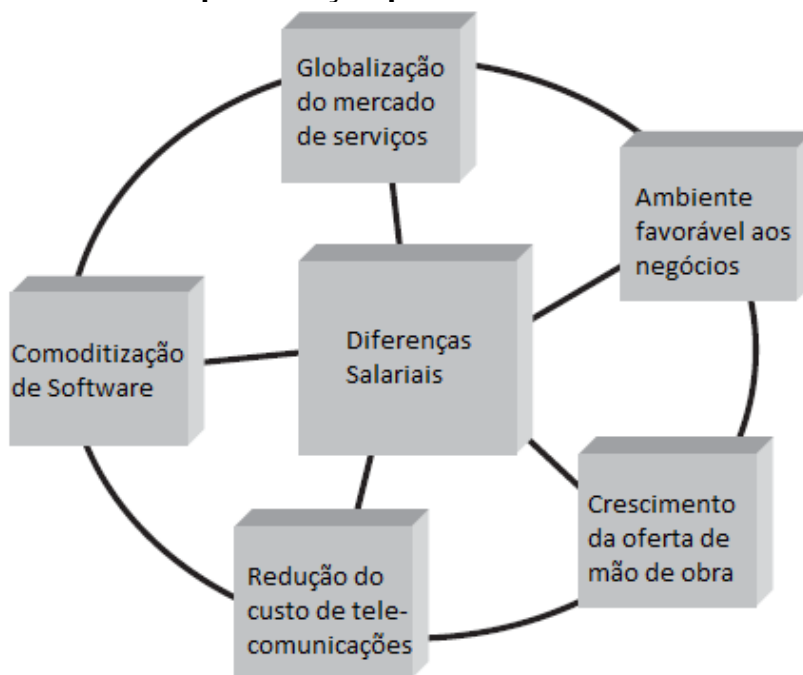 Globalização
do mercado
de serviços
Ambiente
favorável aos
negócios
Diferenças
Salariais
Comoditização
de Software
Crescimento
da oferta de
mão de obra
Redução do
custo de tele-
comunicações